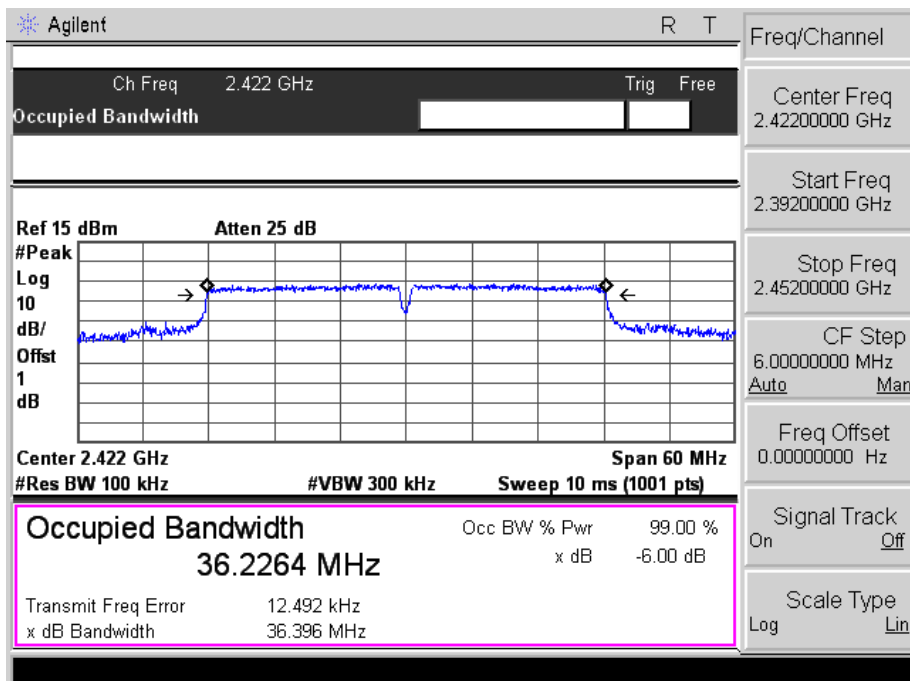 Agilent R T
Ch Freq 2.422 GHz Trig Free
Occupied Bandwidth
Ref 15 dBm Atten 25 dB
#Peak
Log
10
dB/
Offst
1
dB
Center 2.422 GHz Span 60 MHz
#Res BW 100 kHz #VBW 300 kHz Sweep 10 ms (1001 pts)
Occupied Bandwidth Occ BW % Pwr 99.00 %
36.2264 MHz x dB -6.00 dB
Transmit Freq Error 12.492 kHz
x dB Bandwidth 36.396 MHz
Freq/Channel
Center Freq
2.42200000 GHz
Start Freq
2.39200000 GHz
Stop Freq
2.45200000 GHz
CF Step
6.00000000 MHz
Auto Man
Freq Offset
0.00000000 Hz
Signal Track
On Off
Scale Type
Log Lin